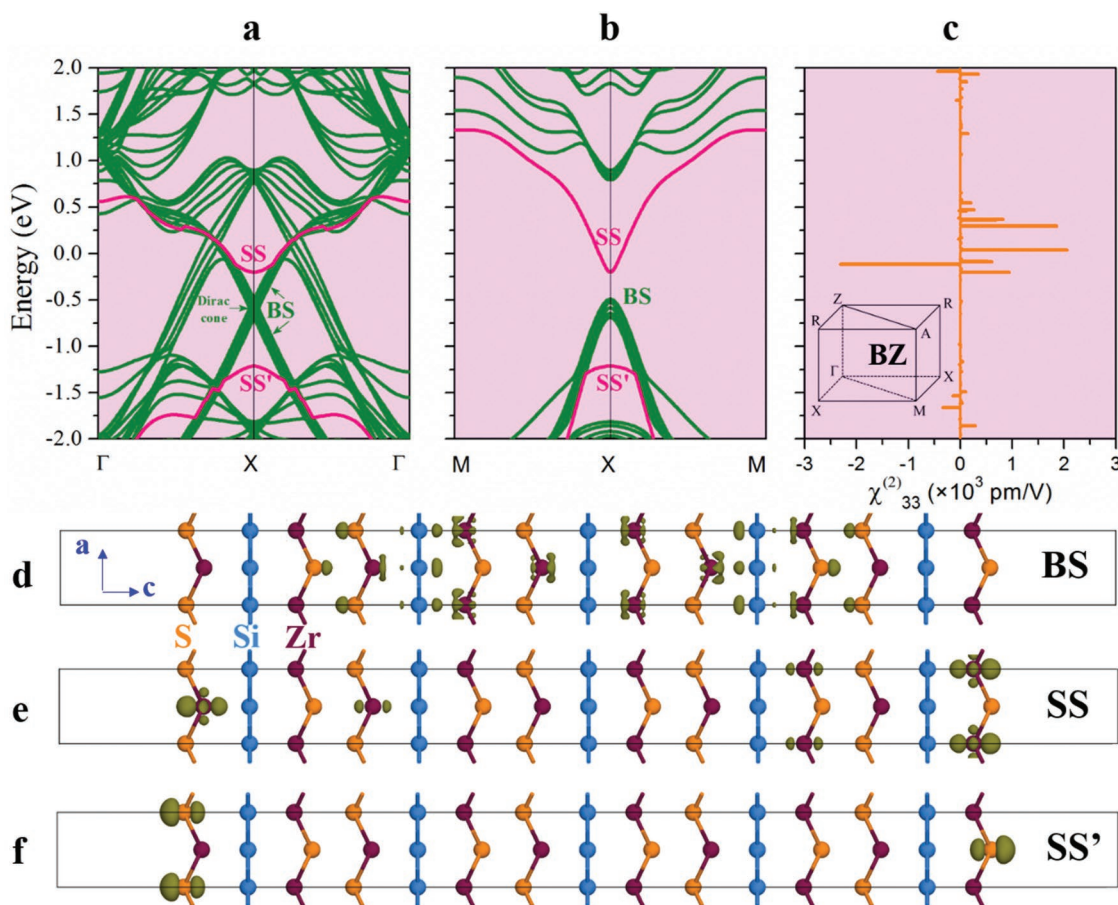 a
b
c
Energy (eV)
2.0
1.5
1.0
0.5
0.0
-0.5
-1.0
-1.5
-2.0
SS
Dirac
cone
BS
SS'
Γ
X
Γ
SS
BS
SS'
M
X
M
Z
R
R
A
BZ
Γ
X
X
M
-3 -2 -1 0 1 2 3
χ(2)33 (×10³ pm/V)
d
a
c
BS
S Si Zr
e
SS
f
SS’